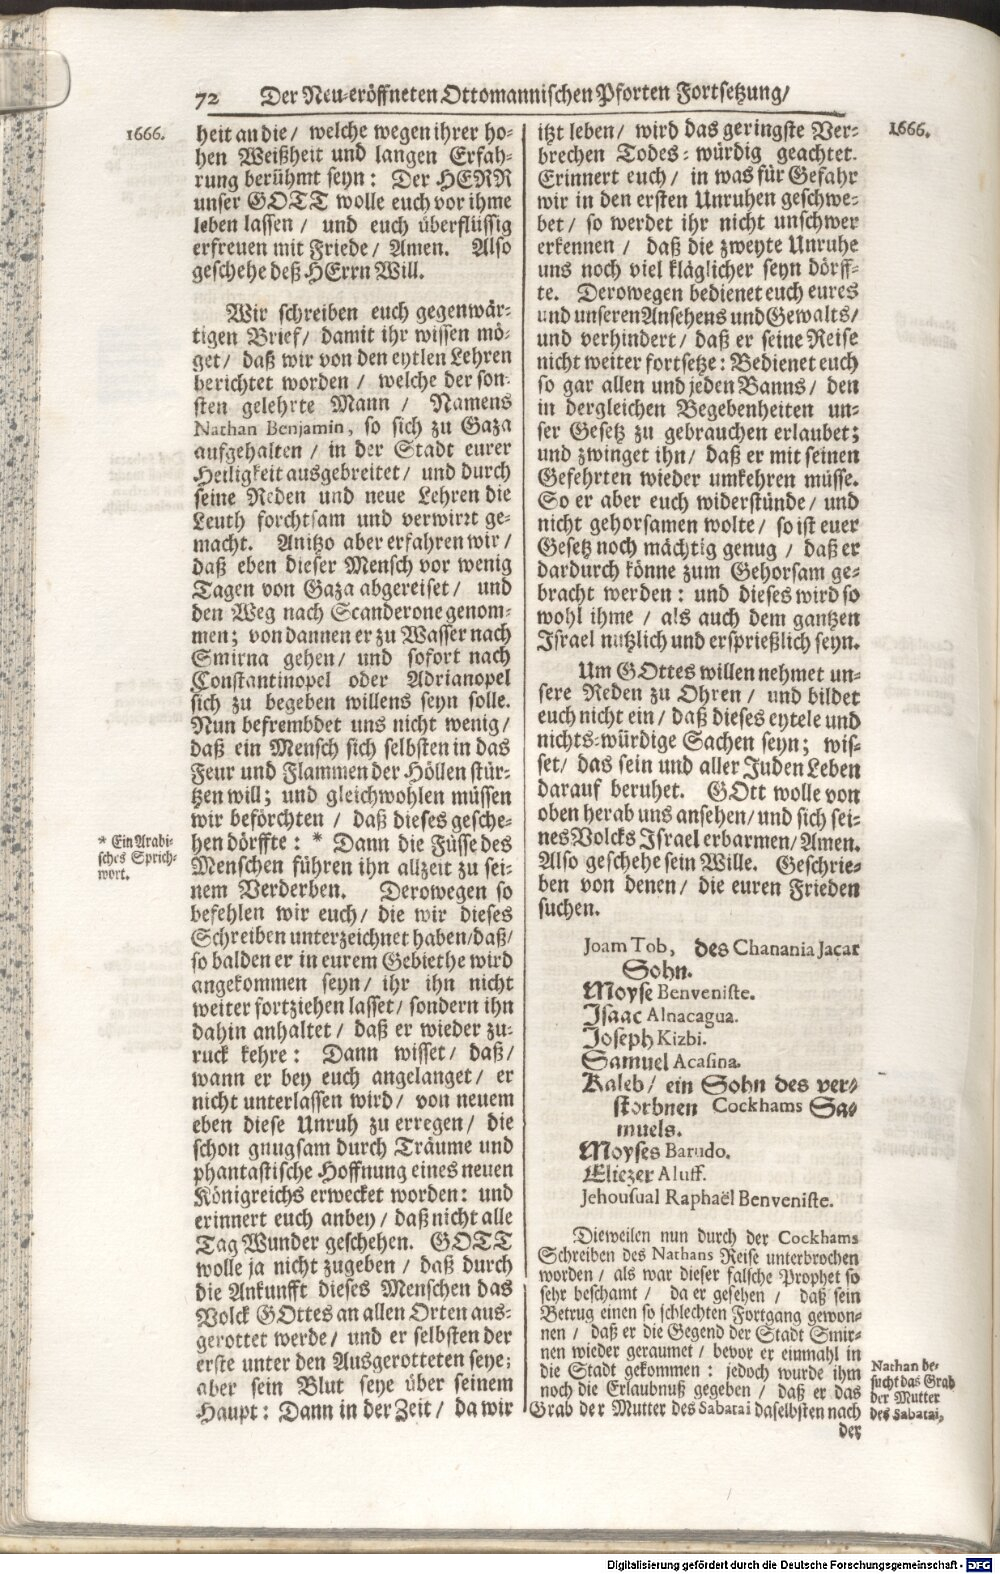 72 Der Neu-eröffneten Ottomannischen Pforten Fortsetzung/
1666.
heit an die/ welche wegen ihrer ho-
hen Weißheit und langen Erfah-
rung berühmt seyn: Der HERR
unser GOTT wolle euch vor ihme
leben lassen/ und euch überflüssig
erfreuen mit Friede/ Amen. Also
geschehe deß HErrn Will.
Wir schreiben euch gegenwär-
tigen Brief/ damit ihr wissen mö-
get/ daß wir von den eytlen Lehren
berichtet worden/ welche der son-
sten gelehrte Mann/ Namens
Nathan Benjamin, so sich zu Gaza
aufgehalten/ in der Stadt eurer
Heiligkeit ausgebreitet/ und durch
seine Reden und neue Lehren die
Leuth forchtsam und verwirrt ge-
macht. Anitzo aber erfahren wir/
daß eben dieser Mensch vor wenig
Tagen von Gaza abgereiset/ und
den Weg nach Scanderone genom-
men; von dannen er zu Wasser nach
Smirna gehen/ und sofort nach
Constantinopel oder Adrianopel
sich zu begeben willens seyn solle.
Nun befrembdet uns nicht wenig/
daß ein Mensch sich selbsten in das
Feur und Flammen der Höllen stür-
tzen will; und gleichwohlen müssen
wir beförchten/ daß dieses gesche-
hen dörffte: * Dann die Füsse des
Menschen führen ihn allzeit zu sei-
nem Verderben. Derowegen so
befehlen wir euch/ die wir dieses
Schreiben unterzeichnet haben/daß/
so balden er in eurem Gebiethe wird
angekommen seyn/ ihr ihn nicht
weiter fortziehen lasset/ sondern ihn
dahin anhaltet/ daß er wieder zu-
ruck kehre: Dann wisset/ daß/
wann er bey euch angelanget/ er
nicht unterlassen wird/ von neuem
eben diese Unruh zu erregen/ die
schon gnugsam durch Träume und
phantastische Hoffnung eines neuen
Königreichs erwecket worden: und
erinnert euch anbey/ daß nicht alle
Tag Wunder geschehen. GOTT
wolle ja nicht zugeben/ daß durch
die Ankunfft dieses Menschen das
Volck GOttes an allen Orten aus-
gerottet werde/ und er selbsten der
erste unter den Ausgerotteten seye;
aber sein Blut seye über seinem
Haupt: Dann in der Zeit/ da wir
* Ein Arabi-
sches Sprich-
wort.
1666.
itzt leben/ wird das geringste Ver-
brechen Todes-würdig geachtet.
Erinnert euch/ in was für Gefahr
wir in den ersten Unruhen geschwe-
bet/ so werdet ihr nicht unschwer
erkennen/ daß die zweyte Unruhe
uns noch viel kläglicher seyn dörff-
te. Derowegen bedienet euch eures
und unseren Ansehens und Gewalts/
und verhindert/ daß er seine Reise
nicht weiter fortsetze: Bedienet euch
so gar allen und jeden Banns/ den
in dergleichen Begebenheiten un-
ser Gesetz zu gebrauchen erlaubet;
und zwinget ihn/ daß er mit seinen
Gefehrten wieder umkehren müsse.
So er aber euch widerstünde/ und
nicht gehorsamen wolte/ so ist euer
Gesetz noch mächtig genug/ daß er
dardurch könne zum Gehorsam ge-
bracht werden: und dieses wird so
wohl ihme/ als auch dem gantzen
Israel nutzlich und ersprießlich seyn.
Um GOttes willen nehmet un-
sere Reden zu Ohren/ und bildet
euch nicht ein/ daß dieses eytele und
nichts-würdige Sachen seyn; wis-
set/ das sein und aller Juden Leben
darauf beruhet. GOtt wolle von
oben herab uns ansehen/ und sich sei-
nes Volcks Israel erbarmen/ Amen.
Also geschehe sein Wille. Geschrie-
ben von denen/ die euren Frieden
suchen.
Joam Tob, des Chanania Jacar
Sohn.
Moyse Benveniste.
Isaac Alnacagua.
Joseph Kizbi.
Samuel Acasina.
Kaleb/ ein Sohn des ver-
storbnen Cockhams Sa-
muels.
Moyses Barudo.
Eliezer Aluff.
Jehousual Raphaël Benveniste.
Dieweilen nun durch der Cockhams
Schreiben des Nathans Reise unterbrochen
worden/ als war dieser falsche Prophet so
sehr beschamt/ da er gesehen/ daß sein
Betrug einen so schlechten Fortgang gewon-
nen/ daß er die Gegend der Stadt Smir-
nen wieder geraumet/ bevor er einmahl in
die Stadt gekommen: jedoch wurde ihm
noch die Erlaubnuß gegeben/ daß er das
Grab der Mutter des Sabatai daselbsten nach
der
Nathan be-
sucht das Grab
der Mutter
des Sabatai,
Digitalisierung gefördert durch die Deutsche Forschungsgemeinschaft - DFG